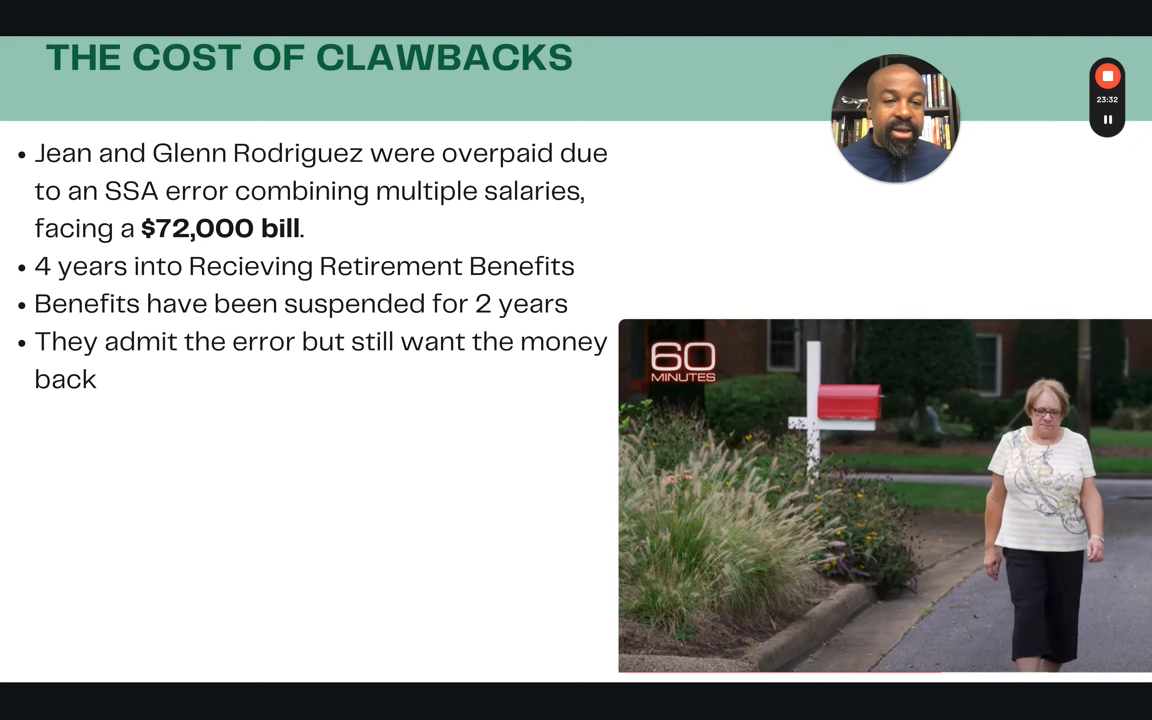 THE COST OF CLAWBACKS
23:32
• Jean and Glenn Rodriguez were overpaid due
to an SSA error combining multiple salaries,
facing a $72,000 bill.
• 4 years into Recieving Retirement Benefits
• Benefits have been suspended for 2 years
• They admit the error but still want the money
back
60
MINUTES